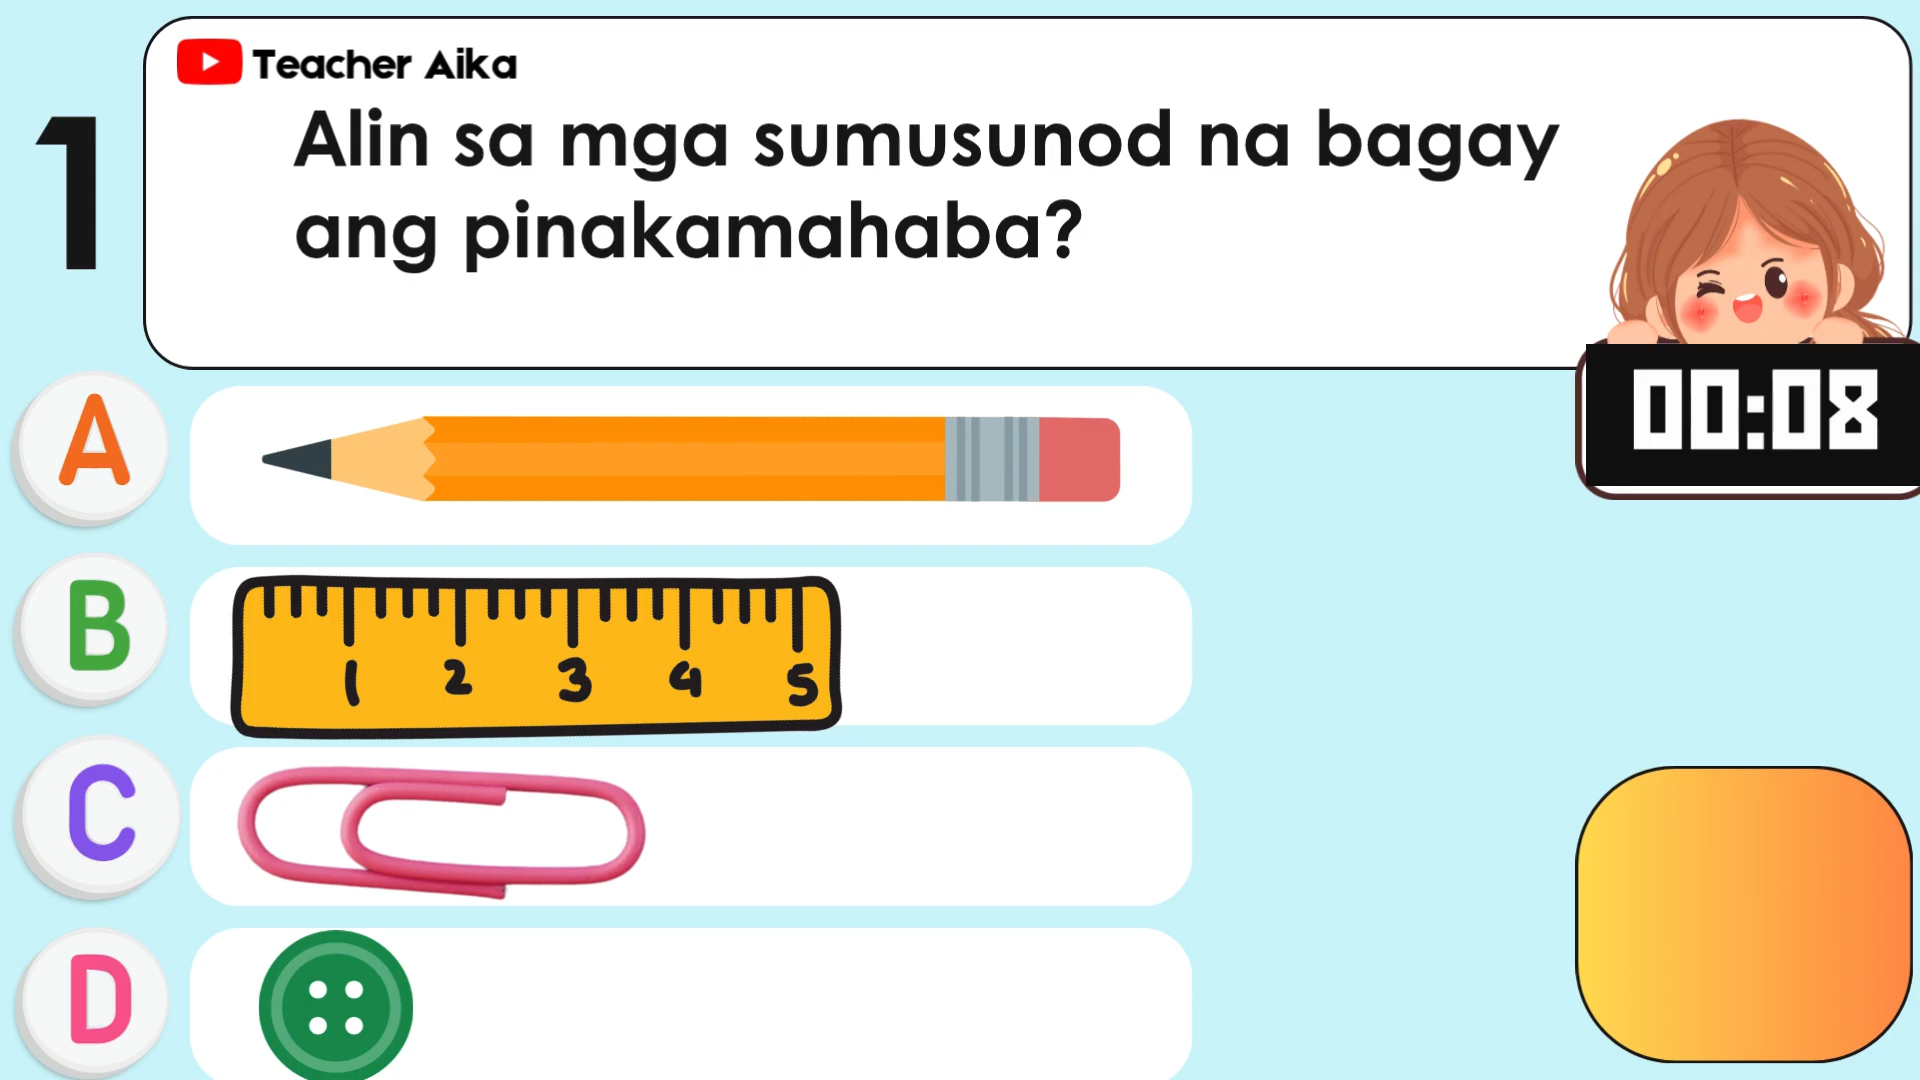 Teacher Aika
1
Alin sa mga sumusunod na bagay
ang pinakamahaba?
00:08
A
B
1 2 3 4 5
C
D